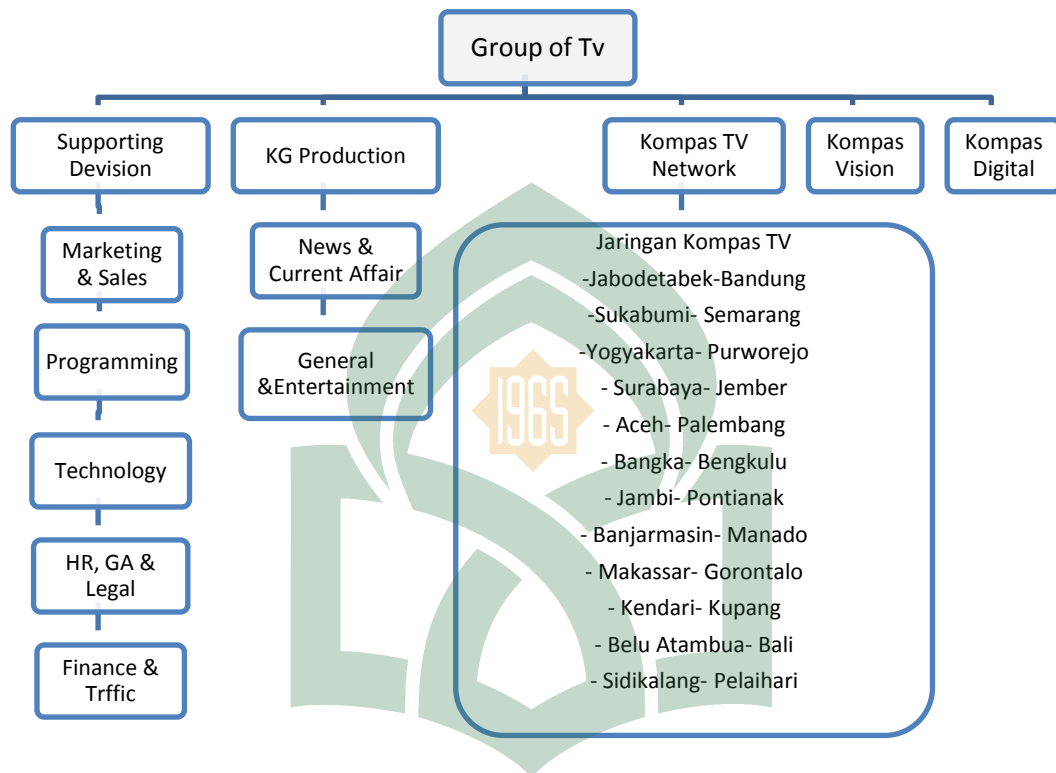 Group of Tv
Supporting
Devision
KG Production
Kompas TV
Network
Kompas
Vision
Kompas
Digital
Marketing
& Sales
Programming
Technology
HR, GA &
Legal
Finance &
Trffic
News &
Current Affair
General
&Entertainment
Jaringan Kompas TV
-Jabodetabek-Bandung
-Sukabumi- Semarang
-Yogyakarta- Purworejo
- Surabaya- Jember
- Aceh- Palembang
- Bangka- Bengkulu
- Jambi- Pontianak
- Banjarmasin- Manado
- Makassar- Gorontalo
- Kendari- Kupang
- Belu Atambua- Bali
- Sidikalang- Pelaihari
1965